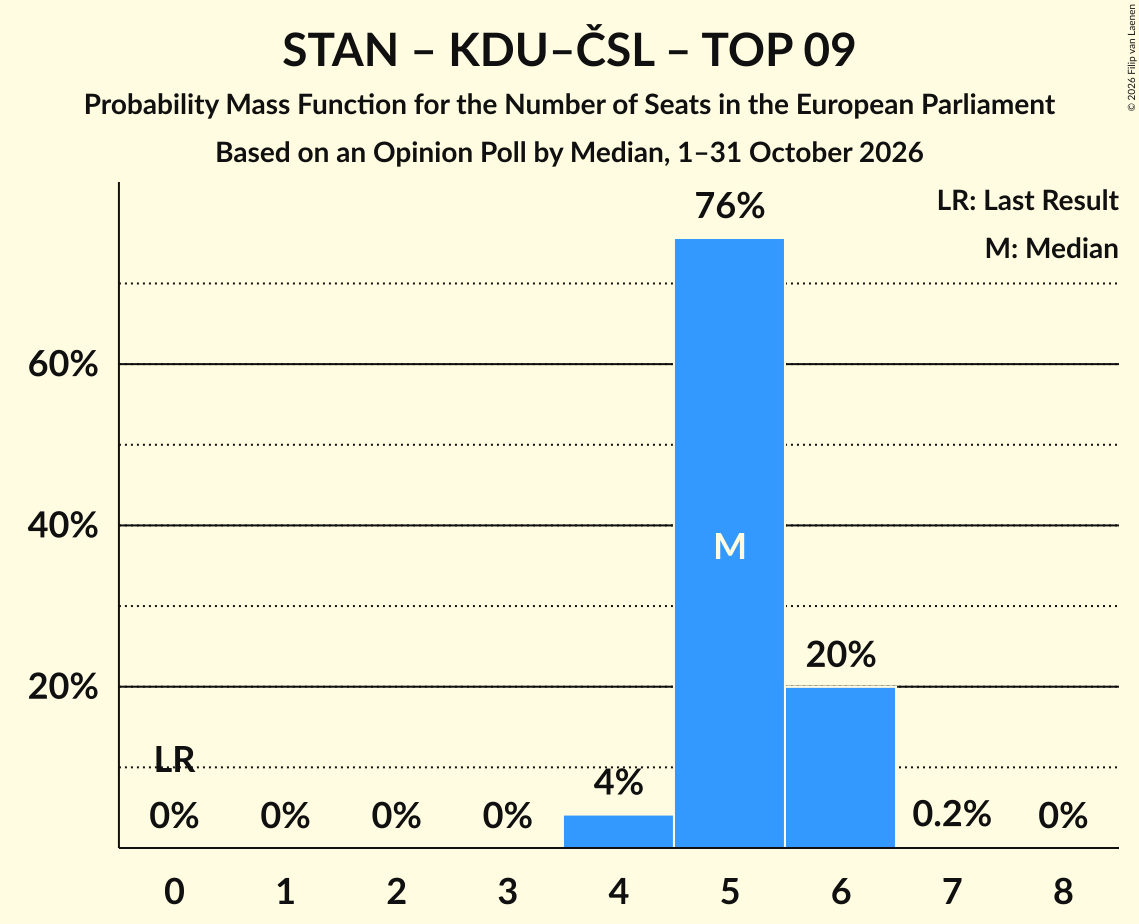 STAN – KDU–ČSL – TOP 09
Probability Mass Function for the Number of Seats in the European Parliament
Based on an Opinion Poll by Median, 1–31 October 2026
© 2026 Filip van Laenen
LR: Last Result
M: Median
76%
60%
40%
M
20%
20%
LR
4%
0% 0% 0% 0% 0.2% 0%
0 1 2 3 4 5 6 7 8